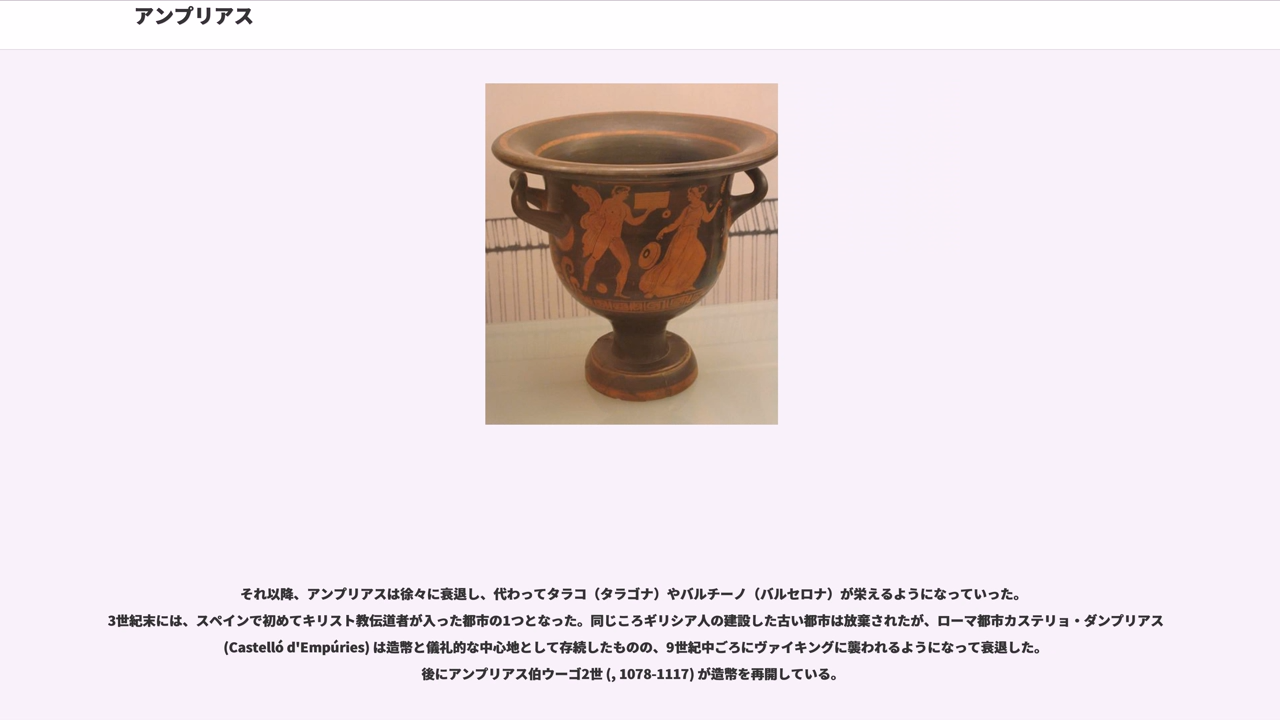 アンプリアス
それ以降、アンプリアスは徐々に衰退し、代わってタラコ（タラゴナ）やバルチーノ（バルセロナ）が栄えるようになっていった。
3世紀末には、スペインで初めてキリスト教伝道者が入った都市の1つとなった。同じころギリシア人の建設した古い都市は放棄されたが、ローマ都市カステリョ・ダンプリアス
(Castelló d'Empúries) は造幣と儀礼的な中心地として存続したものの、9世紀中ごろにヴァイキングに襲われるようになって衰退した。
後にアンプリアス伯ウーゴ2世 (, 1078-1117) が造幣を再開している。